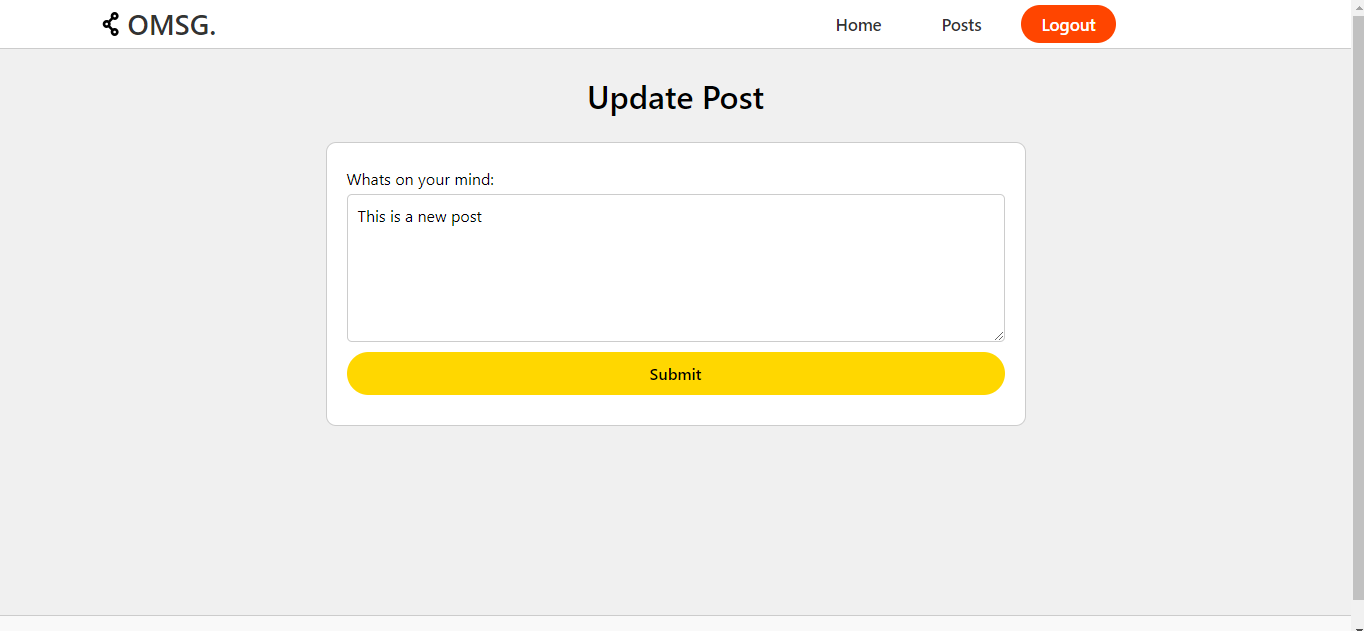 OMSG.
Home Posts Logout
Update Post
Whats on your mind:
This is a new post
Submit